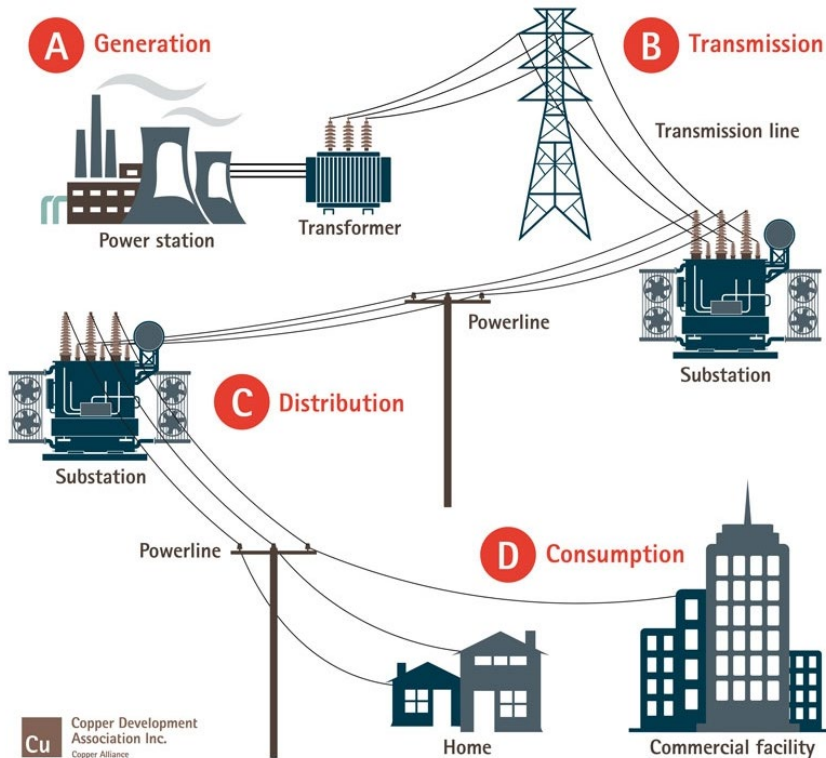 A Generation
B Transmission
Transmission line
Power station
Transformer
Powerline
Substation
C Distribution
Substation
Powerline
D Consumption
Home
Commercial facility
Cu
Copper Development
Association Inc.
Copper Alliance